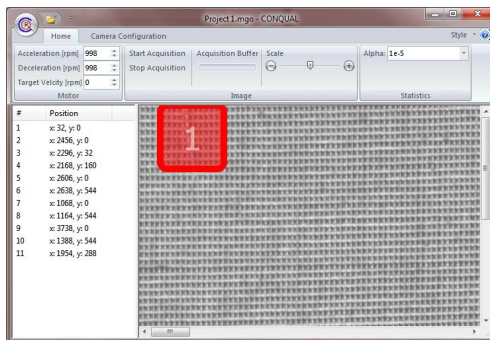 Project1.mgo - CONQUAL
Home Camera Configuration Style
Acceleration [rpm] 998 Start Acquisition Acquisition Buffer Scale Alpha: 1e-5
Deceleration [rpm] 998 Stop Acquisition
Target Velcity [rpm] 0
Motor Image Statistics
# Position
1 x: 32, y: 0
2 x: 2456, y: 0
3 x: 2296, y: 32
4 x: 2168, y: 160
5 x: 2606, y: 0
6 x: 2638, y: 544
7 x: 1068, y: 0
8 x: 1164, y: 544
9 x: 3738, y: 0
10 x: 1388, y: 544
11 x: 1954, y: 288
1